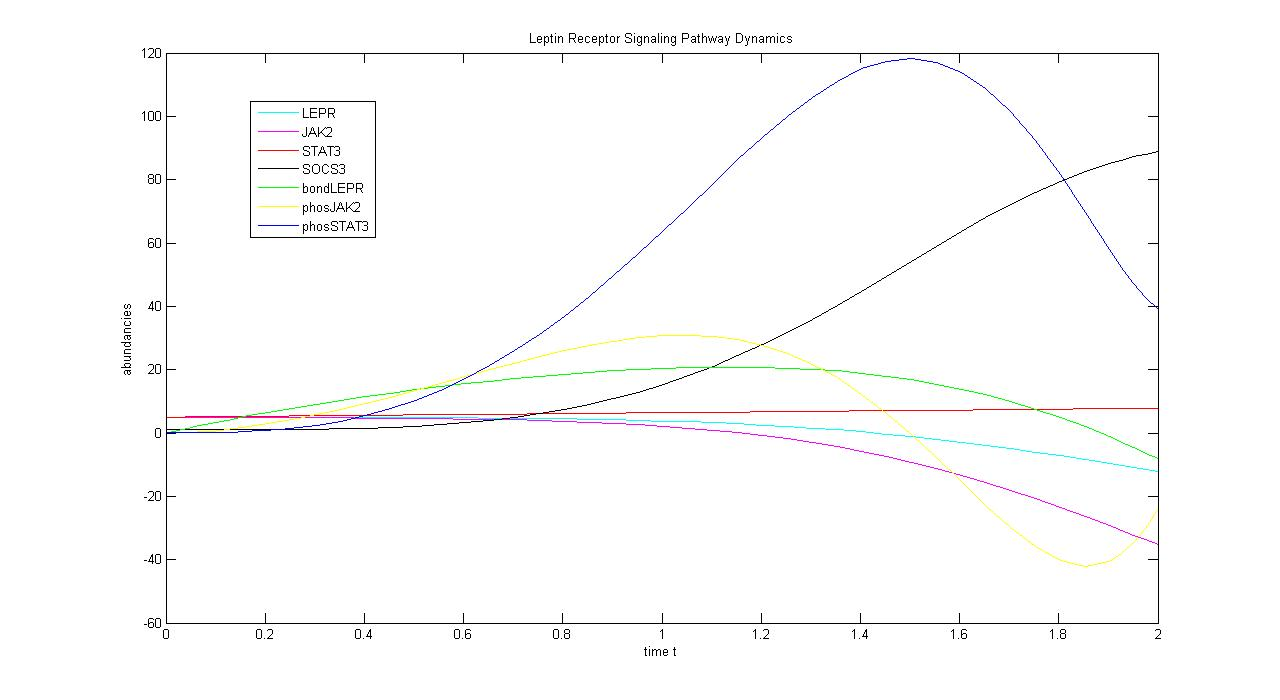 Leptin Receptor Signaling Pathway Dynamics
120
100
80
60
40
20
0
-20
-40
-60
abundancies
LEPR
JAK2
STAT3
SOCS3
bondLEPR
phosJAK2
phosSTAT3
0 0.2 0.4 0.6 0.8 1 1.2 1.4 1.6 1.8 2
time t